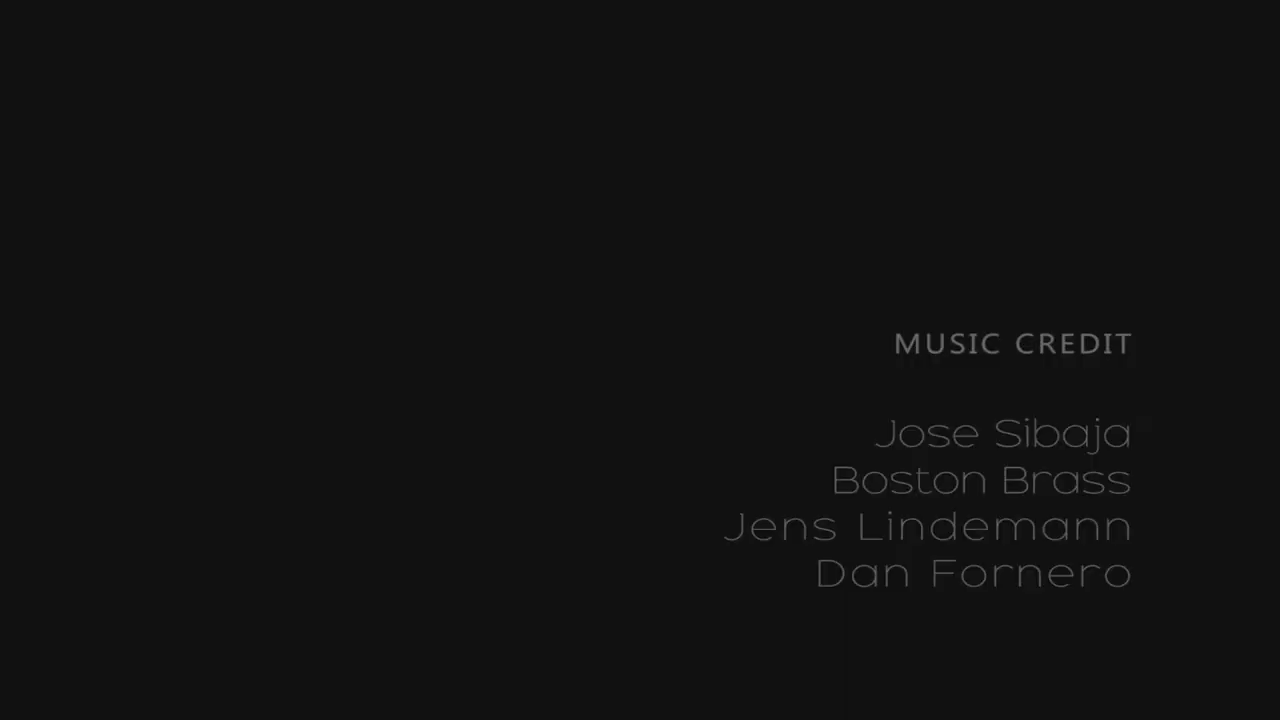 MUSIC CREDIT
Jose Sibaja
Boston Brass
Jens Lindemann
Dan Fornero